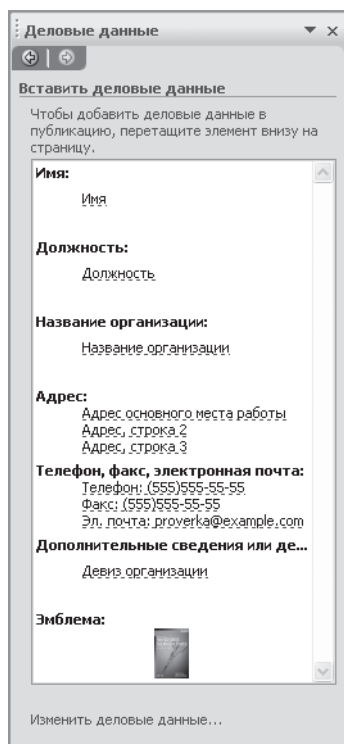 Деловые данные
Вставить деловые данные
Чтобы добавить деловые данные в
публикацию, перетащите элемент внизу на
страницу.
Имя:
Имя
Должность:
Должность
Название организации:
Название организации
Адрес:
Адрес основного места работы
Адрес, строка 2
Адрес, строка 3
Телефон, факс, электронная почта:
Телефон: (555)555-55-55
Факс: (555)555-55-55
Эл. почта: proverka@example.com
Дополнительные сведения или де...
Девиз организации
Эмблема:
Изменить деловые данные...